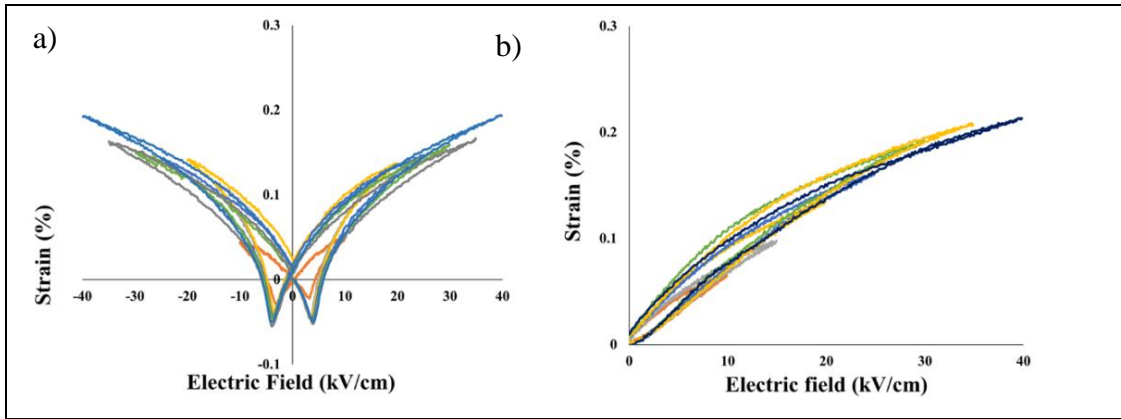 a)
0.3
0.2
0.1
0
-0.1
-40 -30 -20 -10 0 10 20 30 40
Strain (%)
Electric Field (kV/cm)
b)
0.3
0.2
0.1
0
0 10 20 30 40
Strain (%)
Electric field (kV/cm)